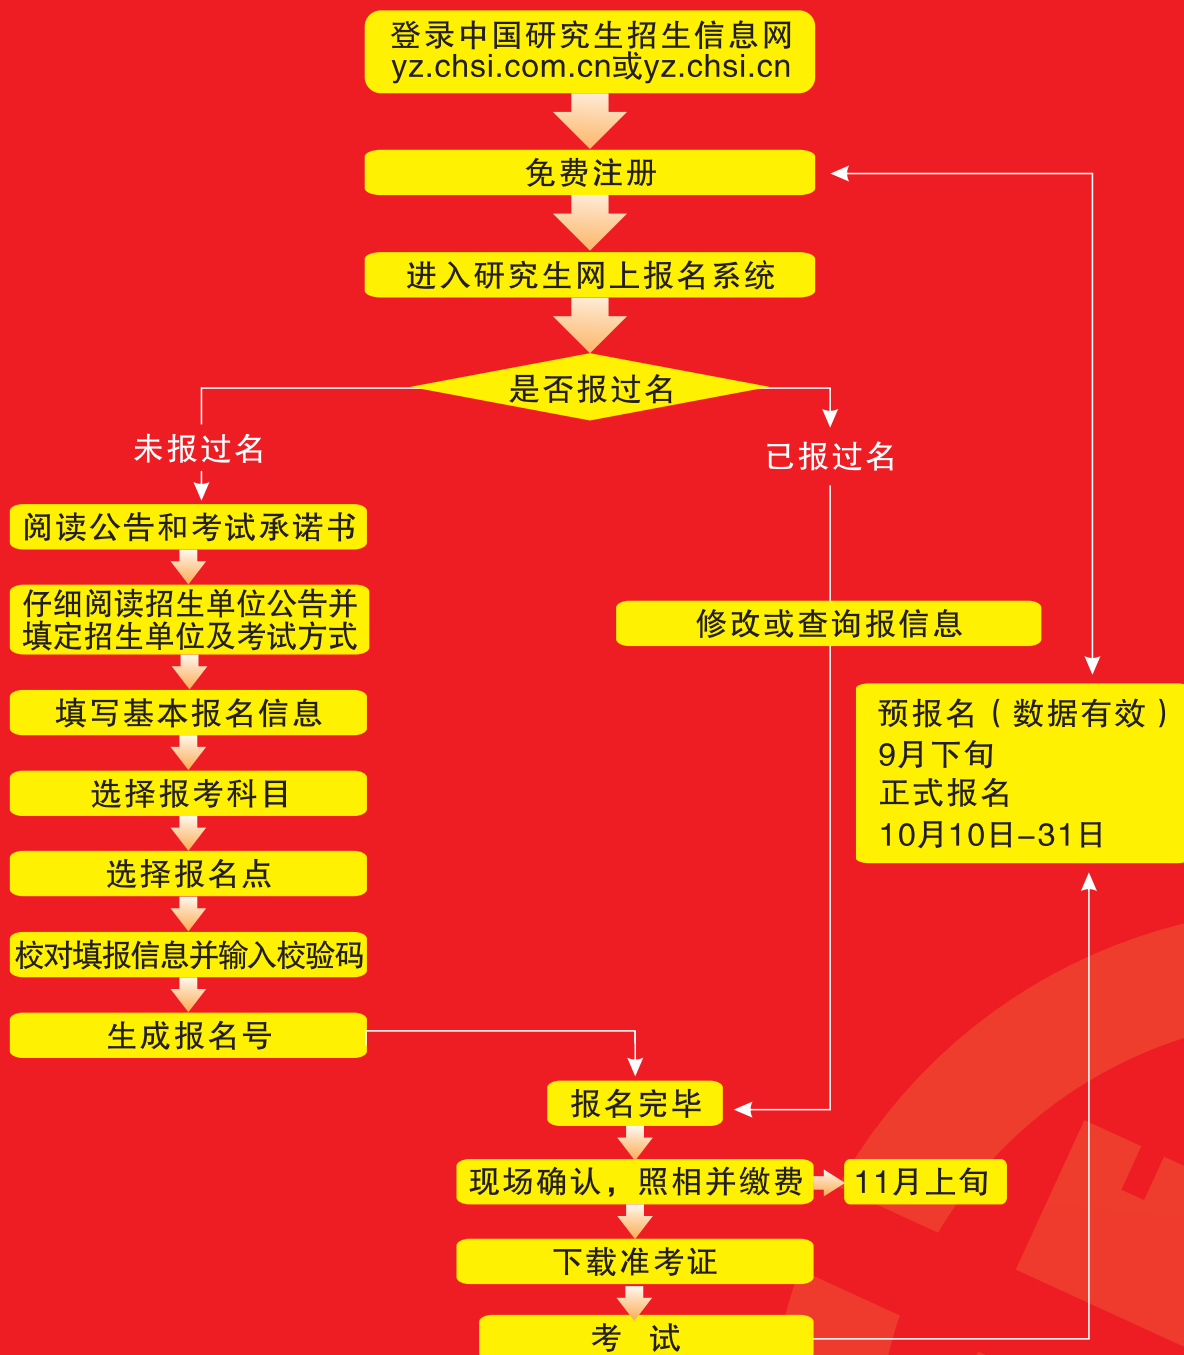 登录中国研究生招生信息网
yz.chsi.com.cn或yz.chsi.cn
免费注册
进入研究生网上报名系统
是否报过名
未报过名
已报过名
阅读公告和考试承诺书
仔细阅读招生单位公告并
填定招生单位及考试方式
修改或查询报信息
填写基本报名信息
预报名（数据有效）
9月下旬
正式报名
10月10日-31日
选择报考科目
选择报名点
校对填报信息并输入校验码
生成报名号
报名完毕
现场确认，照相并缴费
11月上旬
下载准考证
考 试